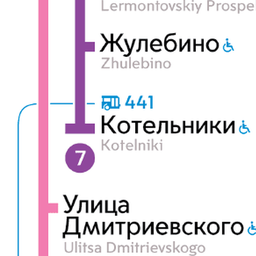 Lermontovskiy Prospe
Жулебино
Zhulebino
441
Котельники
Kotelniki
7
Улица
Дмитриевского
Ulitsa Dmitrievskogo